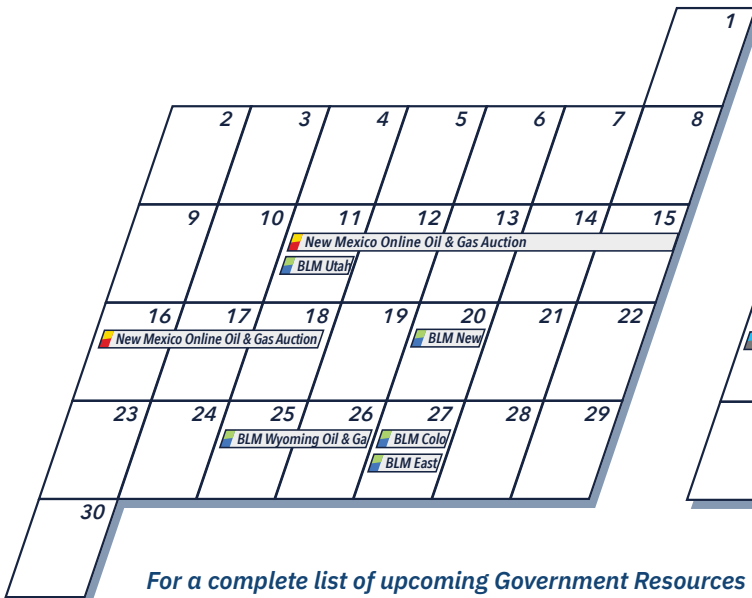 1
2 3 4 5 6 7 8
9 10 11 12 13 14 15
New Mexico Online Oil & Gas Auction
BLM Utah
16 17 18 19 20 21 22
New Mexico Online Oil & Gas Auction
BLM New
23 24 25 26 27 28 29
BLM Wyoming Oil & Ga
BLM Colo
BLM East
30
For a complete list of upcoming Government Resources